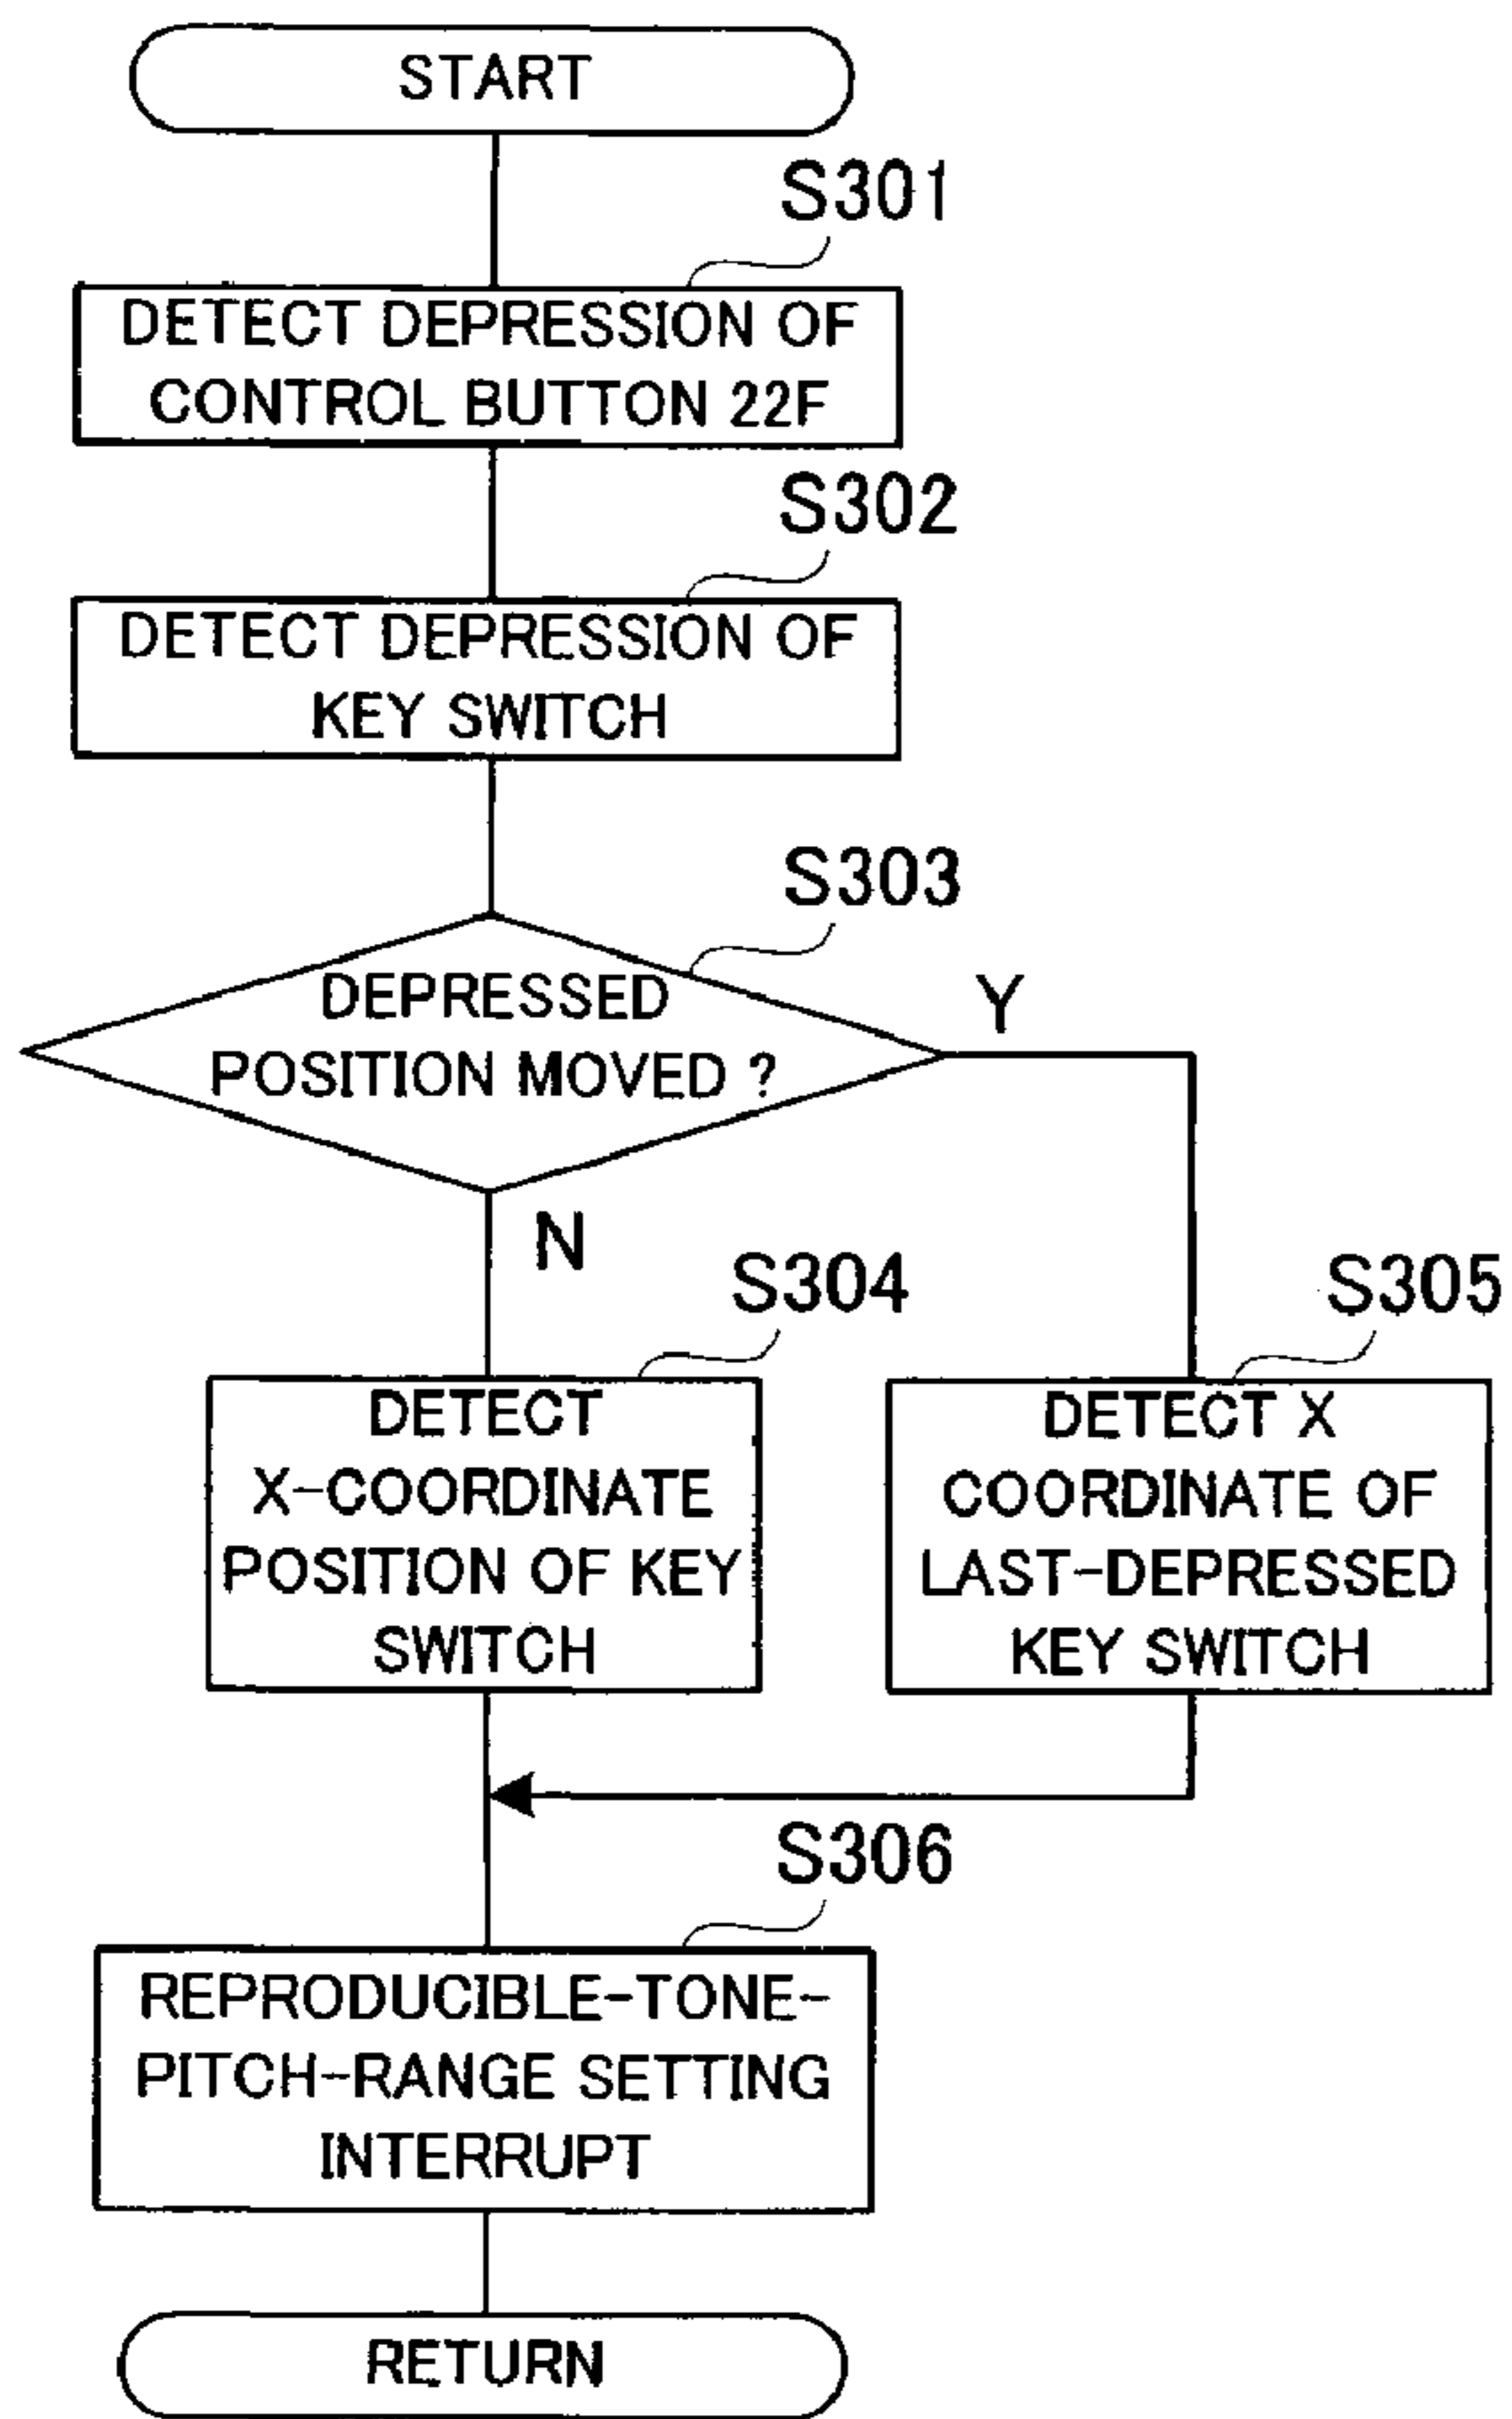 START
S301
DETECT DEPRESSION OF
CONTROL BUTTON 22F
S302
DETECT DEPRESSION OF
KEY SWITCH
S303
DEPRESSED
POSITION MOVED ?
Y
N
S304
DETECT
X-COORDINATE
POSITION OF KEY
SWITCH
S305
DETECT X
COORDINATE OF
LAST-DEPRESSED
KEY SWITCH
S306
REPRODUCIBLE-TONE-
PITCH-RANGE SETTING
INTERRUPT
RETURN